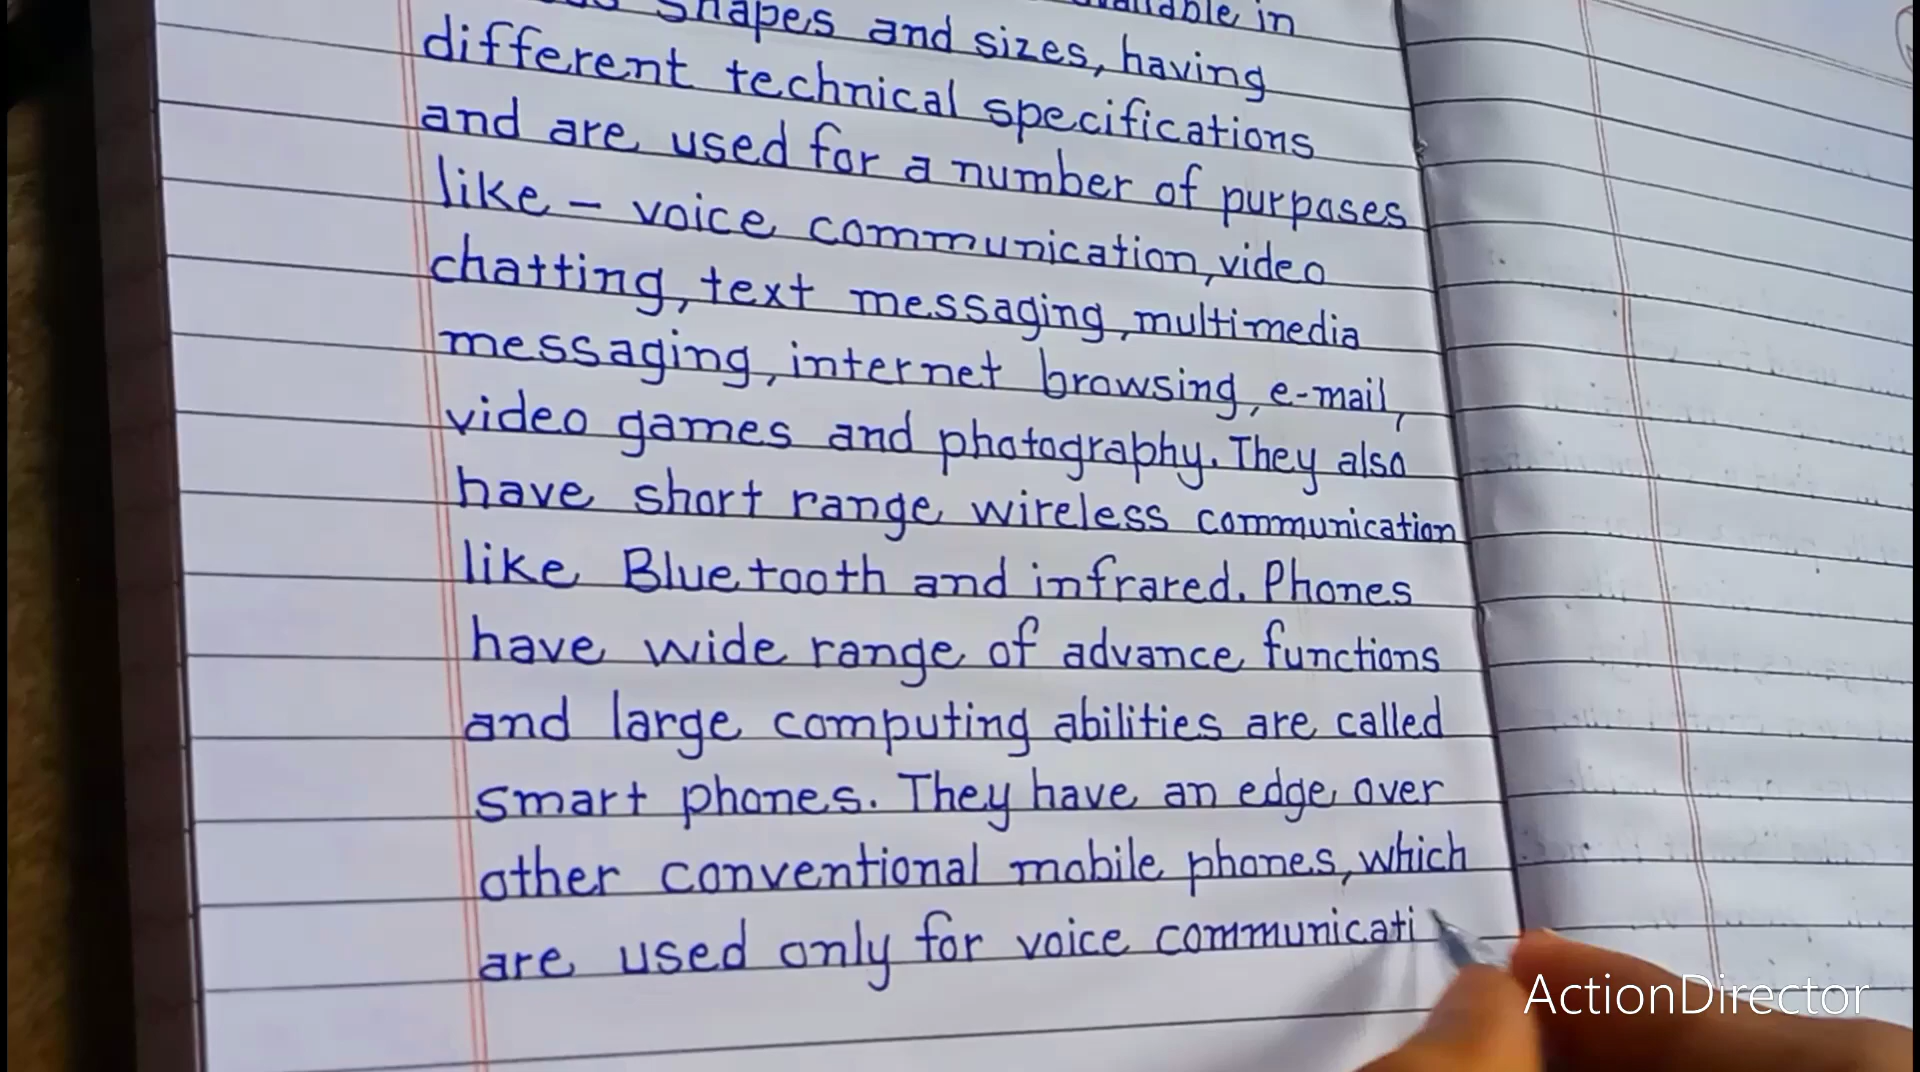 shapes and sizes, having
different technical specifications
and are used for a number of purposes
like - voice communication, video
chatting, text messaging, multimedia
messaging, internet browsing, e-mail,
video games and photography. They also
have short range wireless communication
like Bluetooth and infrared. Phones
have wide range of advance functions
and large computing abilities are called
smart phones. They have an edge over
other conventional mobile phones, which
are used only for voice communicati
ActionDirector